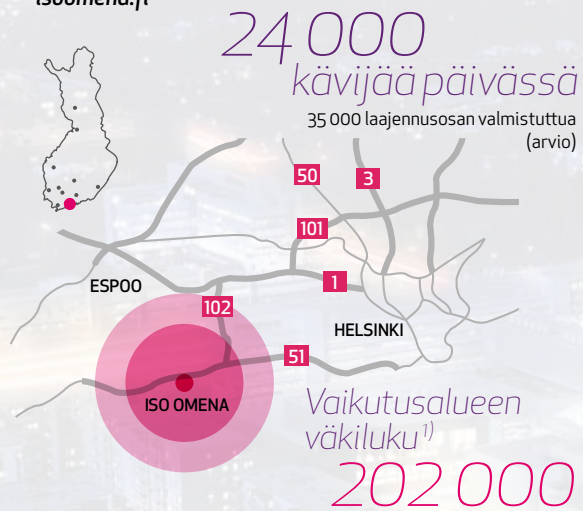 isoomena.fi
24 000
kävijää päivässä
35 000 laajennusosan valmistuttua
(arvio)
50
3
101
ESPOO
1
102
HELSINKI
51
ISO OMENA
Vaikutusalueen
väkiluku 1)
202 000